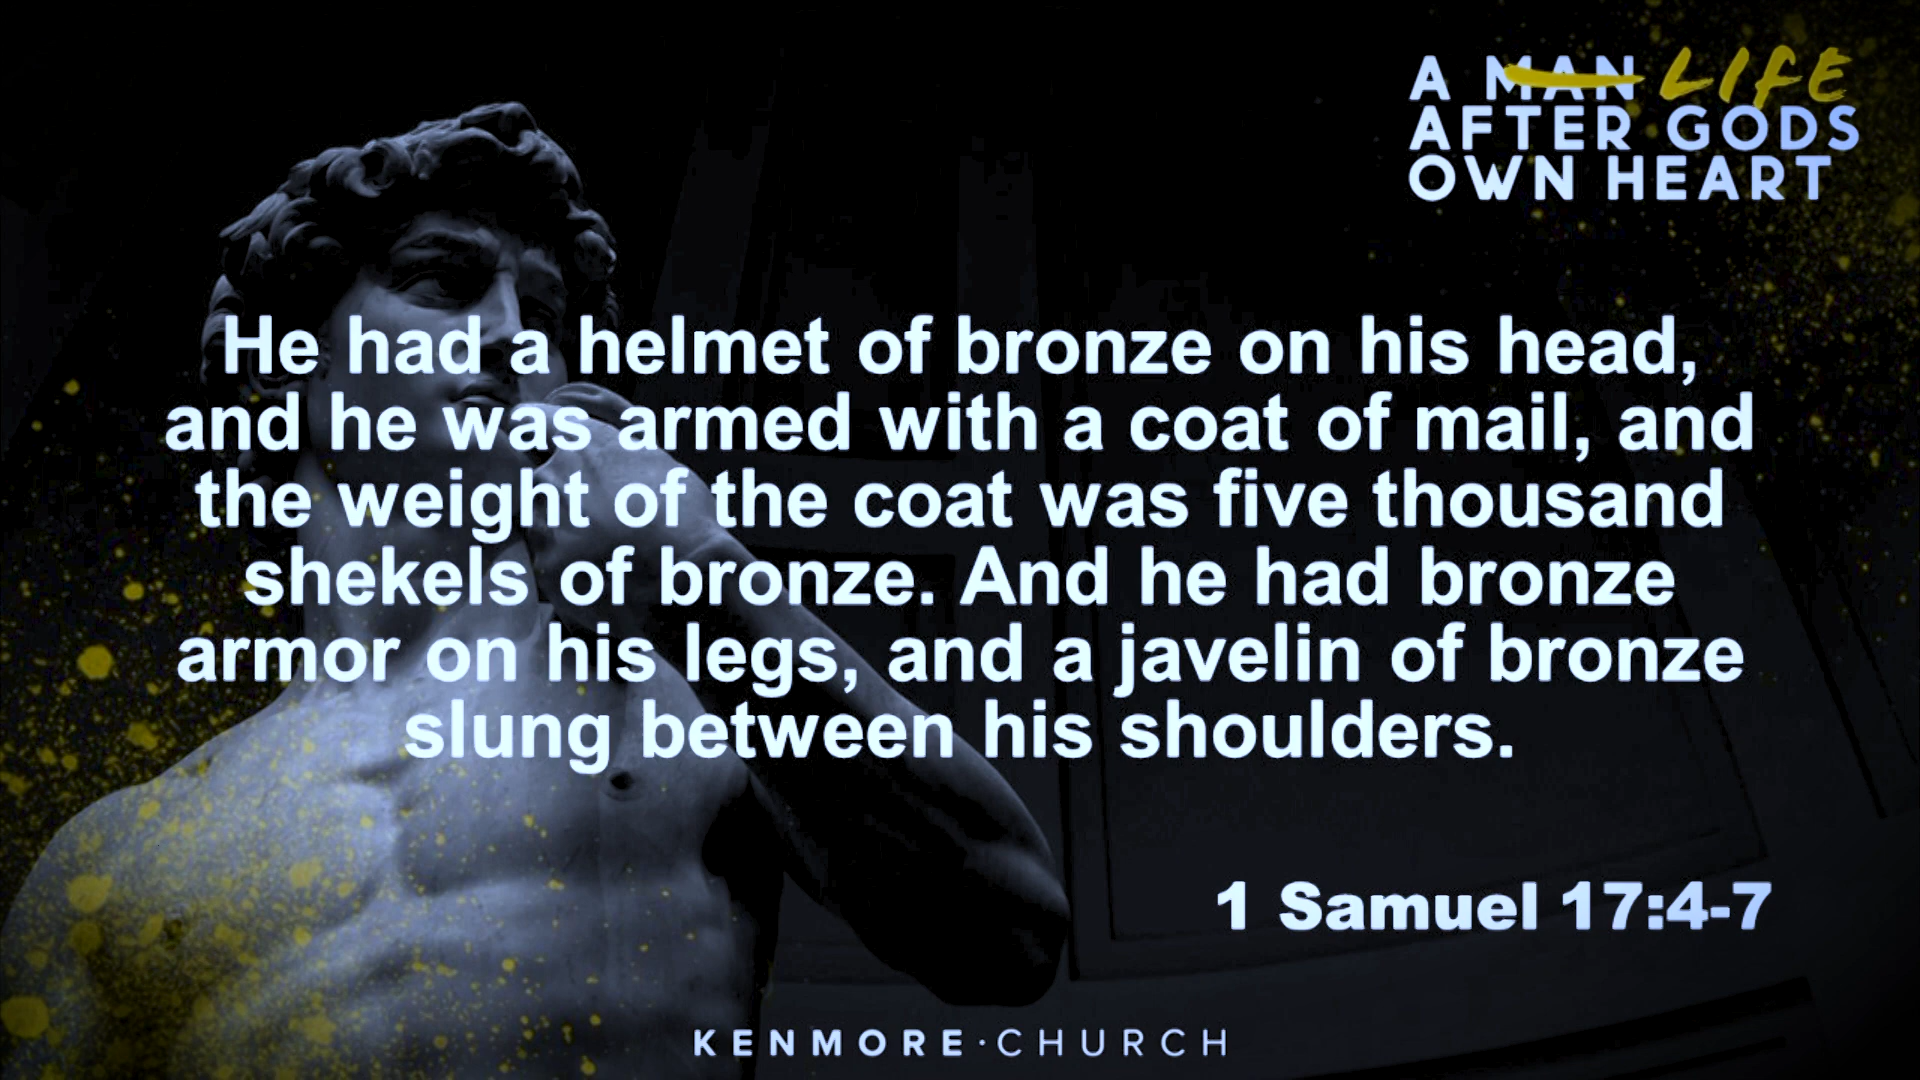 A MAN LIFE
AFTER GODS
OWN HEART
He had a helmet of bronze on his head,
and he was armed with a coat of mail, and
the weight of the coat was five thousand
shekels of bronze. And he had bronze
armor on his legs, and a javelin of bronze
slung between his shoulders.
1 Samuel 17:4-7
KENMORE·CHURCH